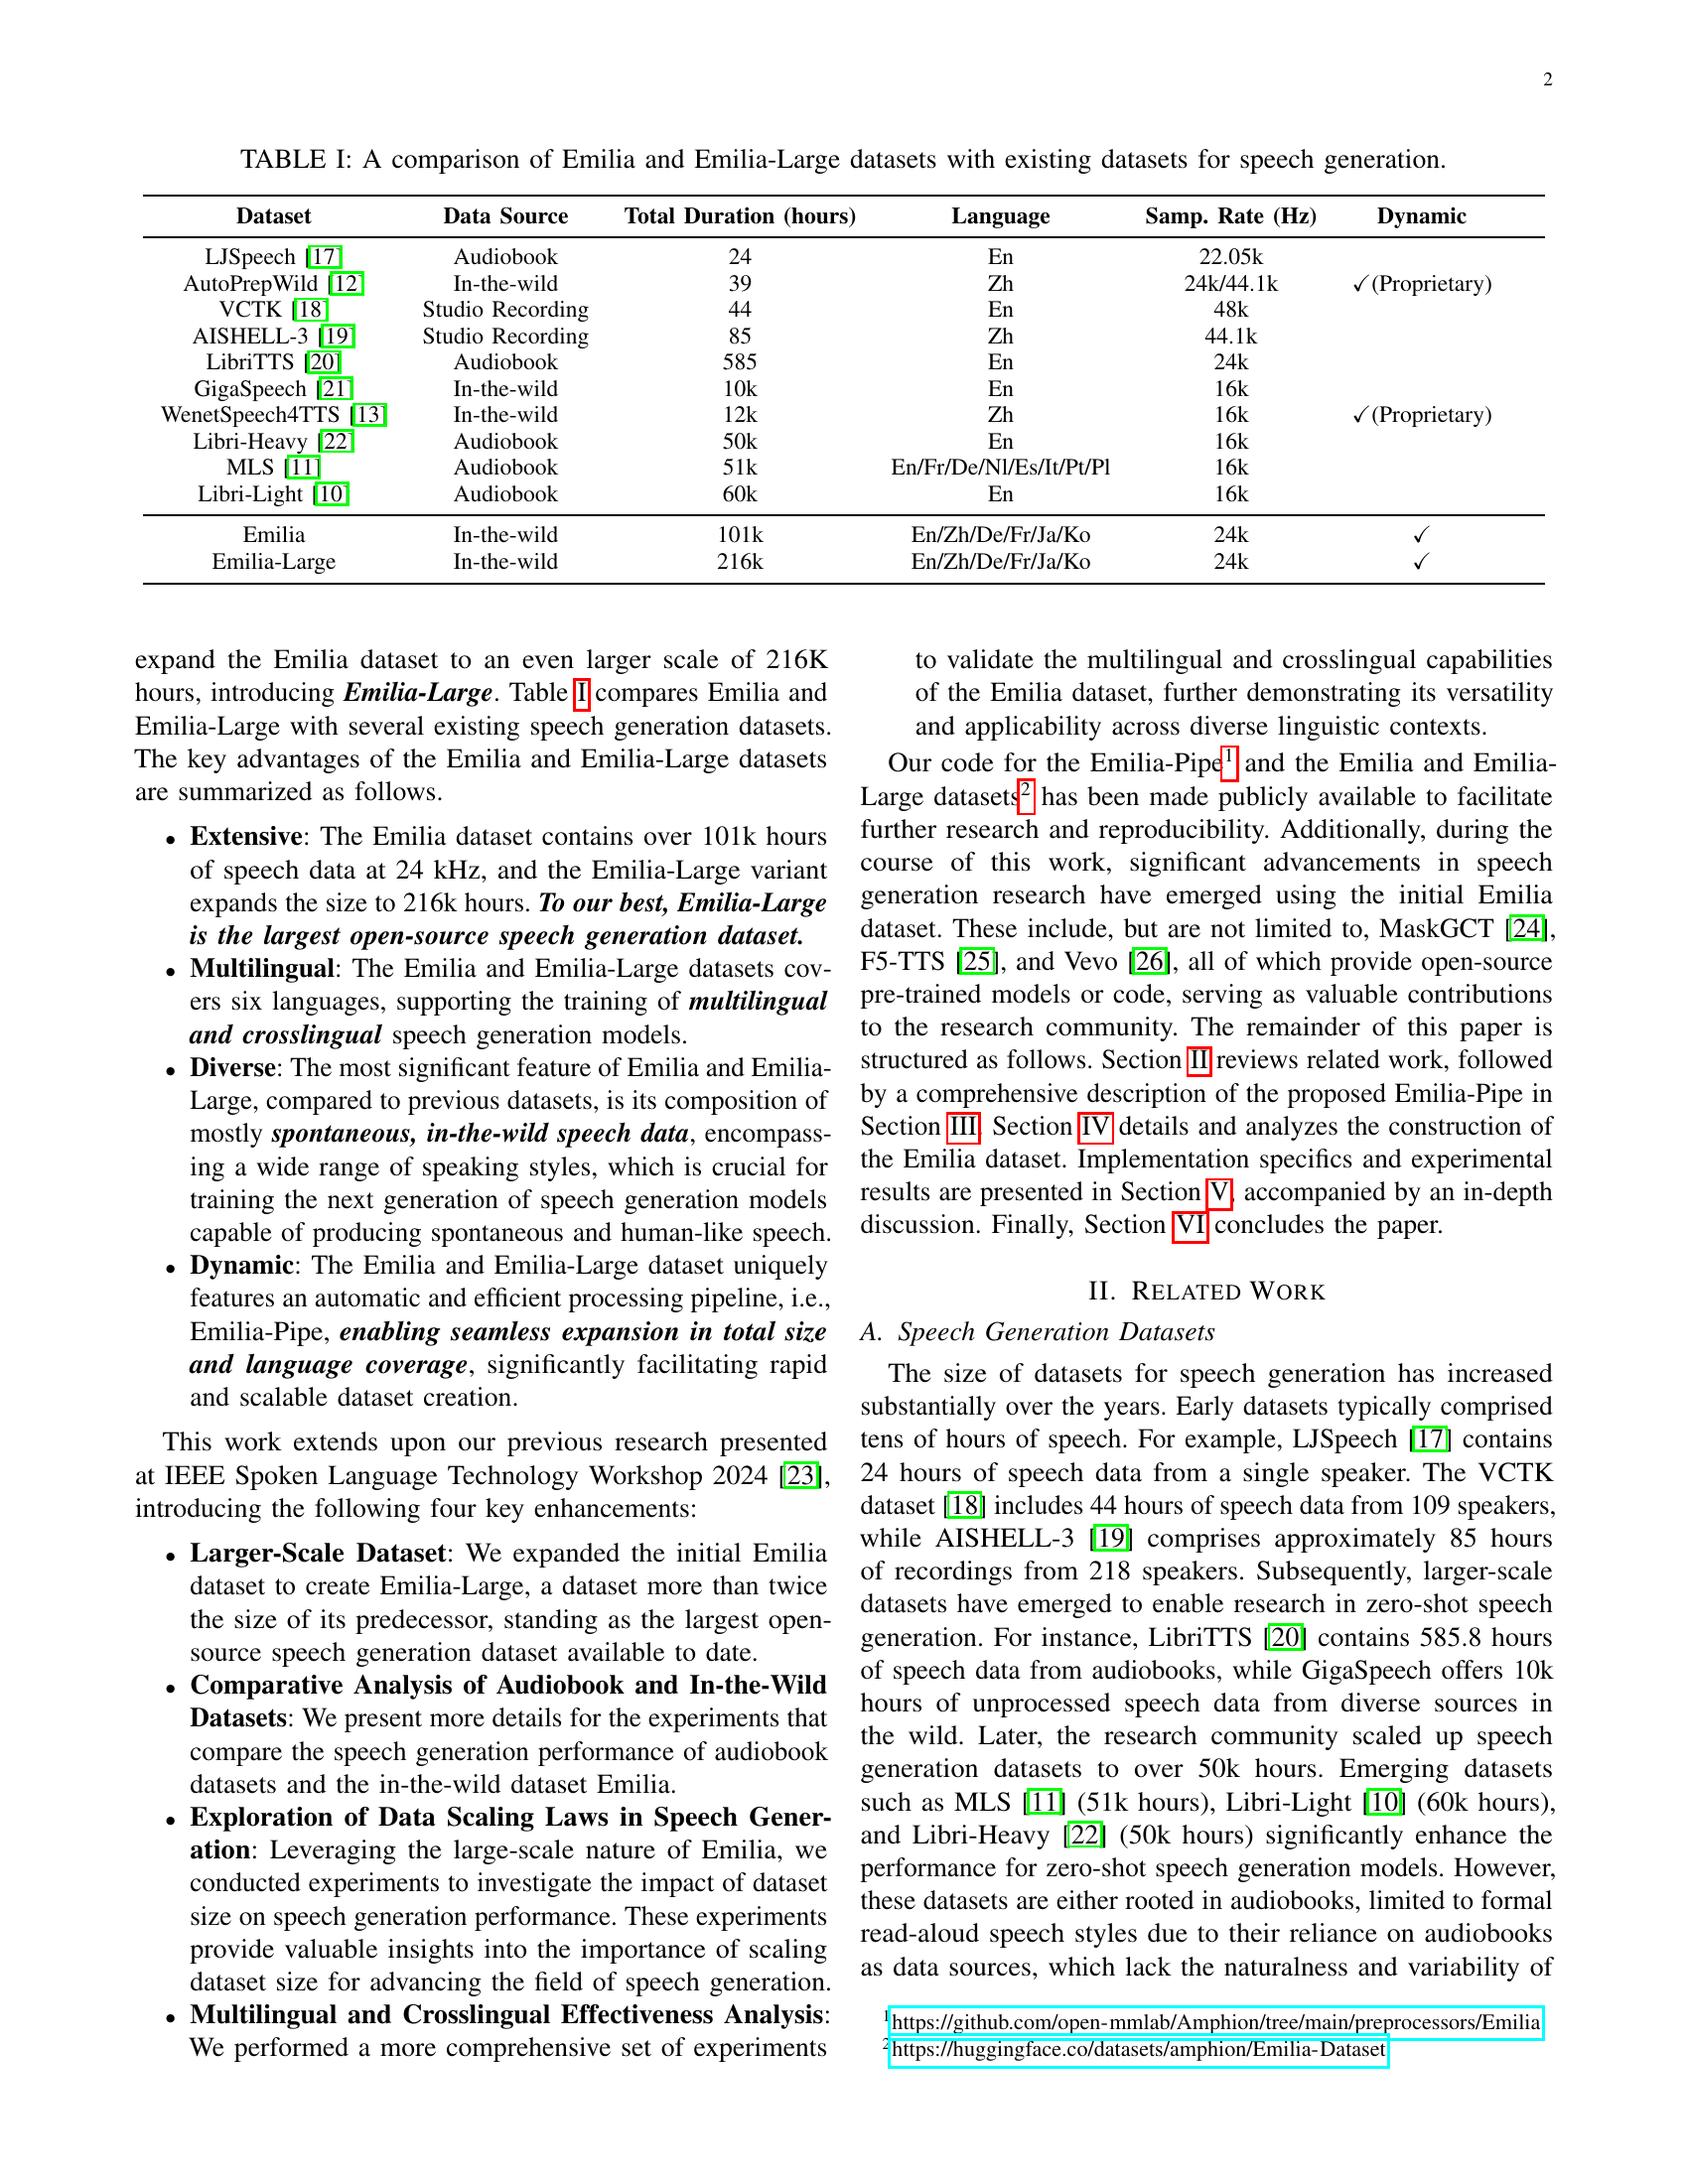 2
TABLE I: A comparison of Emilia and Emilia-Large datasets with existing datasets for speech generation.
Dataset Data Source Total Duration (hours) Language Samp. Rate (Hz) Dynamic
LJSpeech [17] Audiobook 24 En 22.05k
AutoPrepWild [12] In-the-wild 39 Zh 24k/44.1k ✓(Proprietary)
VCTK [18] Studio Recording 44 En 48k
AISHELL-3 [19] Studio Recording 85 Zh 44.1k
LibriTTS [20] Audiobook 585 En 24k
GigaSpeech [21] In-the-wild 10k En 16k
WenetSpeech4TTS [13] In-the-wild 12k Zh 16k ✓(Proprietary)
Libri-Heavy [22] Audiobook 50k En 16k
MLS [11] Audiobook 51k En/Fr/De/Nl/Es/It/Pt/Pl 16k
Libri-Light [10] Audiobook 60k En 16k
Emilia In-the-wild 101k En/Zh/De/Fr/Ja/Ko 24k ✓
Emilia-Large In-the-wild 216k En/Zh/De/Fr/Ja/Ko 24k ✓
expand the Emilia dataset to an even larger scale of 216K
hours, introducing Emilia-Large. Table I compares Emilia and
Emilia-Large with several existing speech generation datasets.
The key advantages of the Emilia and Emilia-Large datasets
are summarized as follows.
• Extensive: The Emilia dataset contains over 101k hours
of speech data at 24 kHz, and the Emilia-Large variant
expands the size to 216k hours. To our best, Emilia-Large
is the largest open-source speech generation dataset.
• Multilingual: The Emilia and Emilia-Large datasets cov-
ers six languages, supporting the training of multilingual
and crosslingual speech generation models.
• Diverse: The most significant feature of Emilia and Emilia-
Large, compared to previous datasets, is its composition of
mostly spontaneous, in-the-wild speech data, encompass-
ing a wide range of speaking styles, which is crucial for
training the next generation of speech generation models
capable of producing spontaneous and human-like speech.
• Dynamic: The Emilia and Emilia-Large dataset uniquely
features an automatic and efficient processing pipeline, i.e.,
Emilia-Pipe, enabling seamless expansion in total size
and language coverage, significantly facilitating rapid
and scalable dataset creation.
This work extends upon our previous research presented
at IEEE Spoken Language Technology Workshop 2024 [23],
introducing the following four key enhancements:
• Larger-Scale Dataset: We expanded the initial Emilia
dataset to create Emilia-Large, a dataset more than twice
the size of its predecessor, standing as the largest open-
source speech generation dataset available to date.
• Comparative Analysis of Audiobook and In-the-Wild
Datasets: We present more details for the experiments that
compare the speech generation performance of audiobook
datasets and the in-the-wild dataset Emilia.
• Exploration of Data Scaling Laws in Speech Gener-
ation: Leveraging the large-scale nature of Emilia, we
conducted experiments to investigate the impact of dataset
size on speech generation performance. These experiments
provide valuable insights into the importance of scaling
dataset size for advancing the field of speech generation.
• Multilingual and Crosslingual Effectiveness Analysis:
We performed a more comprehensive set of experiments
to validate the multilingual and crosslingual capabilities
of the Emilia dataset, further demonstrating its versatility
and applicability across diverse linguistic contexts.
Our code for the Emilia-Pipe1 and the Emilia and Emilia-
Large datasets2 has been made publicly available to facilitate
further research and reproducibility. Additionally, during the
course of this work, significant advancements in speech
generation research have emerged using the initial Emilia
dataset. These include, but are not limited to, MaskGCT [24],
F5-TTS [25], and Vevo [26], all of which provide open-source
pre-trained models or code, serving as valuable contributions
to the research community. The remainder of this paper is
structured as follows. Section II reviews related work, followed
by a comprehensive description of the proposed Emilia-Pipe in
Section III. Section IV details and analyzes the construction of
the Emilia dataset. Implementation specifics and experimental
results are presented in Section V, accompanied by an in-depth
discussion. Finally, Section VI concludes the paper.
II. RELATED WORK
A. Speech Generation Datasets
The size of datasets for speech generation has increased
substantially over the years. Early datasets typically comprised
tens of hours of speech. For example, LJSpeech [17] contains
24 hours of speech data from a single speaker. The VCTK
dataset [18] includes 44 hours of speech data from 109 speakers,
while AISHELL-3 [19] comprises approximately 85 hours
of recordings from 218 speakers. Subsequently, larger-scale
datasets have emerged to enable research in zero-shot speech
generation. For instance, LibriTTS [20] contains 585.8 hours
of speech data from audiobooks, while GigaSpeech offers 10k
hours of unprocessed speech data from diverse sources in
the wild. Later, the research community scaled up speech
generation datasets to over 50k hours. Emerging datasets
such as MLS [11] (51k hours), Libri-Light [10] (60k hours),
and Libri-Heavy [22] (50k hours) significantly enhance the
performance for zero-shot speech generation models. However,
these datasets are either rooted in audiobooks, limited to formal
read-aloud speech styles due to their reliance on audiobooks
as data sources, which lack the naturalness and variability of
1https://github.com/open-mmlab/Amphion/tree/main/preprocessors/Emilia
2https://huggingface.co/datasets/amphion/Emilia-Dataset